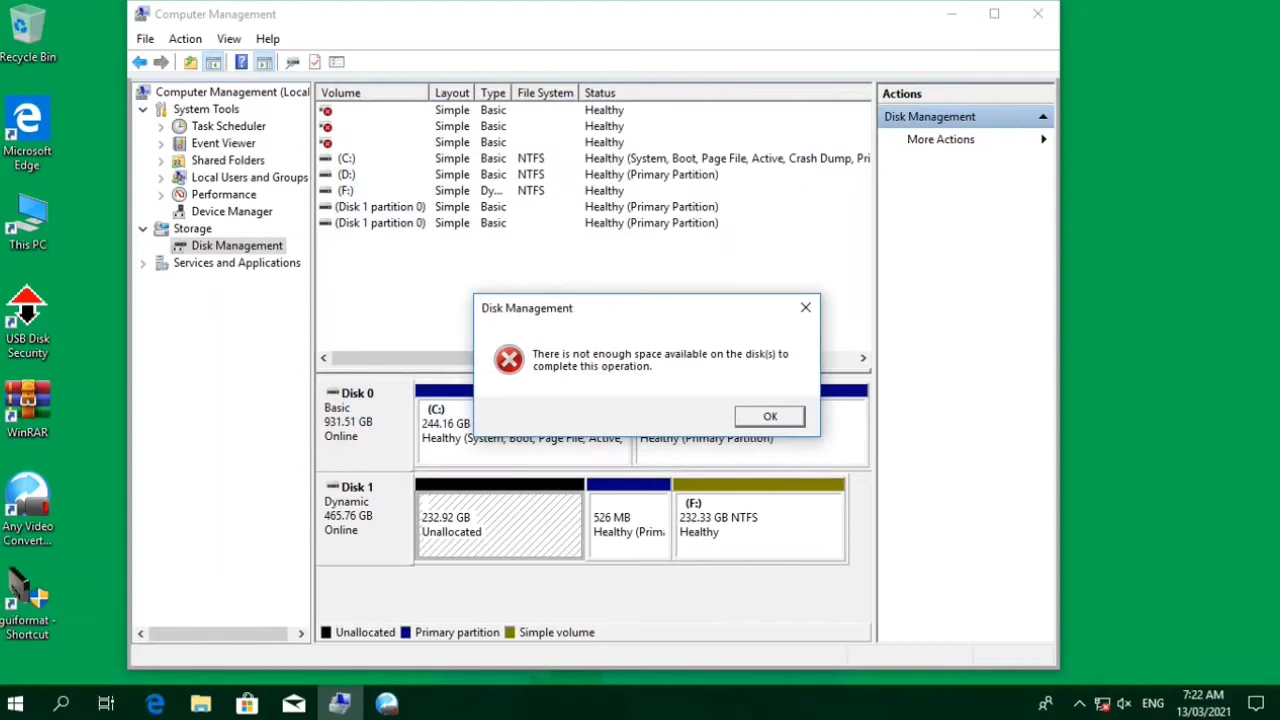 Recycle Bin
Microsoft
Edge
This PC
USB Disk
Security
WinRAR
Any Video
Convert...
guiformat -
Shortcut
Computer Management
File Action View Help
Computer Management (Local
System Tools
Task Scheduler
Event Viewer
Shared Folders
Local Users and Groups
Performance
Device Manager
Storage
Disk Management
Services and Applications
Volume Layout Type File System Status
Simple Basic Healthy
Simple Basic Healthy
Simple Basic Healthy
(C:) Simple Basic NTFS Healthy (System, Boot, Page File, Active, Crash Dump, Pri
(D:) Simple Basic NTFS Healthy (Primary Partition)
(F:) Simple Dy... NTFS Healthy
(Disk 1 partition 0) Simple Basic Healthy (Primary Partition)
(Disk 1 partition 0) Simple Basic Healthy (Primary Partition)
Actions
Disk Management
More Actions
Disk Management
There is not enough space available on the disk(s) to
complete this operation.
OK
Disk 0
Basic
931.51 GB
Online
(C:)
244.16 GB
Healthy (System, Boot, Page File, Active,
Healthy (Primary Partition)
Disk 1
Dynamic
465.76 GB
Online
232.92 GB
Unallocated
526 MB
Healthy (Prima
(F:)
232.33 GB NTFS
Healthy
Unallocated Primary partition Simple volume
ENG
7:22 AM
13/03/2021